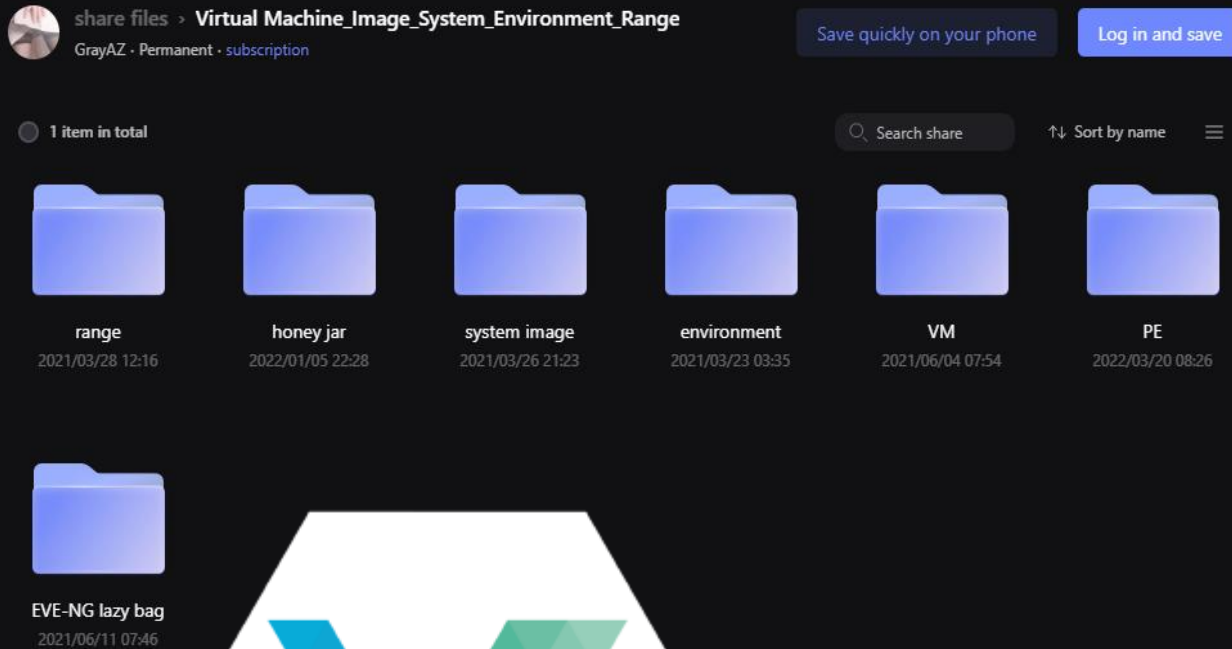 share files › Virtual Machine_Image_System_Environment_Range
GrayAZ · Permanent · subscription
Save quickly on your phone
Log in and save
1 item in total
Search share
Sort by name
range
honey jar
system image
environment
VM
PE
2021/03/28 12:16
2022/01/05 22:28
2021/03/26 21:23
2021/03/23 03:35
2021/06/04 07:54
2022/03/20 08:26
EVE-NG lazy bag
2021/06/11 07:46